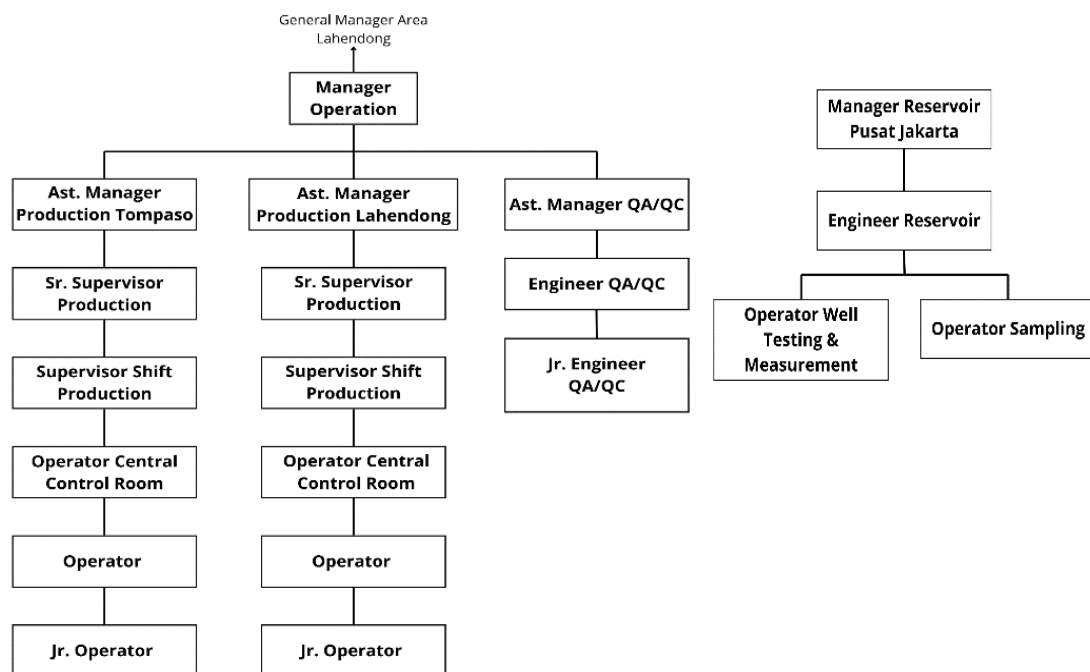 General Manager Area
Lahendong
Manager
Operation
Ast. Manager
Production Tompaso
Sr. Supervisor
Production
Supervisor Shift
Production
Operator Central
Control Room
Operator
Jr. Operator
Ast. Manager
Production Lahendong
Sr. Supervisor
Production
Supervisor Shift
Production
Operator Central
Control Room
Operator
Jr. Operator
Ast. Manager QA/QC
Engineer QA/QC
Jr. Engineer
QA/QC
Manager Reservoir
Pusat Jakarta
Engineer Reservoir
Operator Well
Testing &
Measurement
Operator Sampling